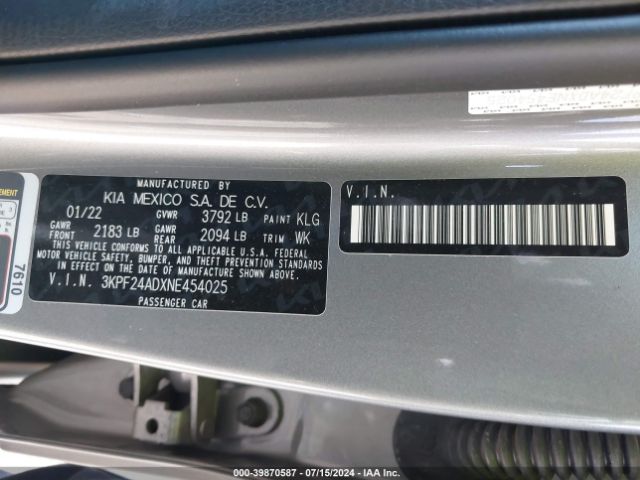 MANUFACTURED BY
KIA MEXICO S.A. DE C.V.
01/22 GVWR 3792 LB PAINT KLG
GAWR FRONT 2183 LB GAWR REAR 2094 LB TRIM WK
THIS VEHICLE CONFORMS TO ALL APPLICABLE U.S.A. FEDERAL
MOTOR VEHICLE SAFETY, BUMPER, AND THEFT PREVENTION STANDARDS
IN EFFECT ON THE DATE OF MANUFACTURE SHOWN ABOVE.
V.I.N. 3KPF24ADXNE454025
PASSENGER CAR
V.I.N.
7610
000-39870587 - 07/15/2024 - IAA Inc.